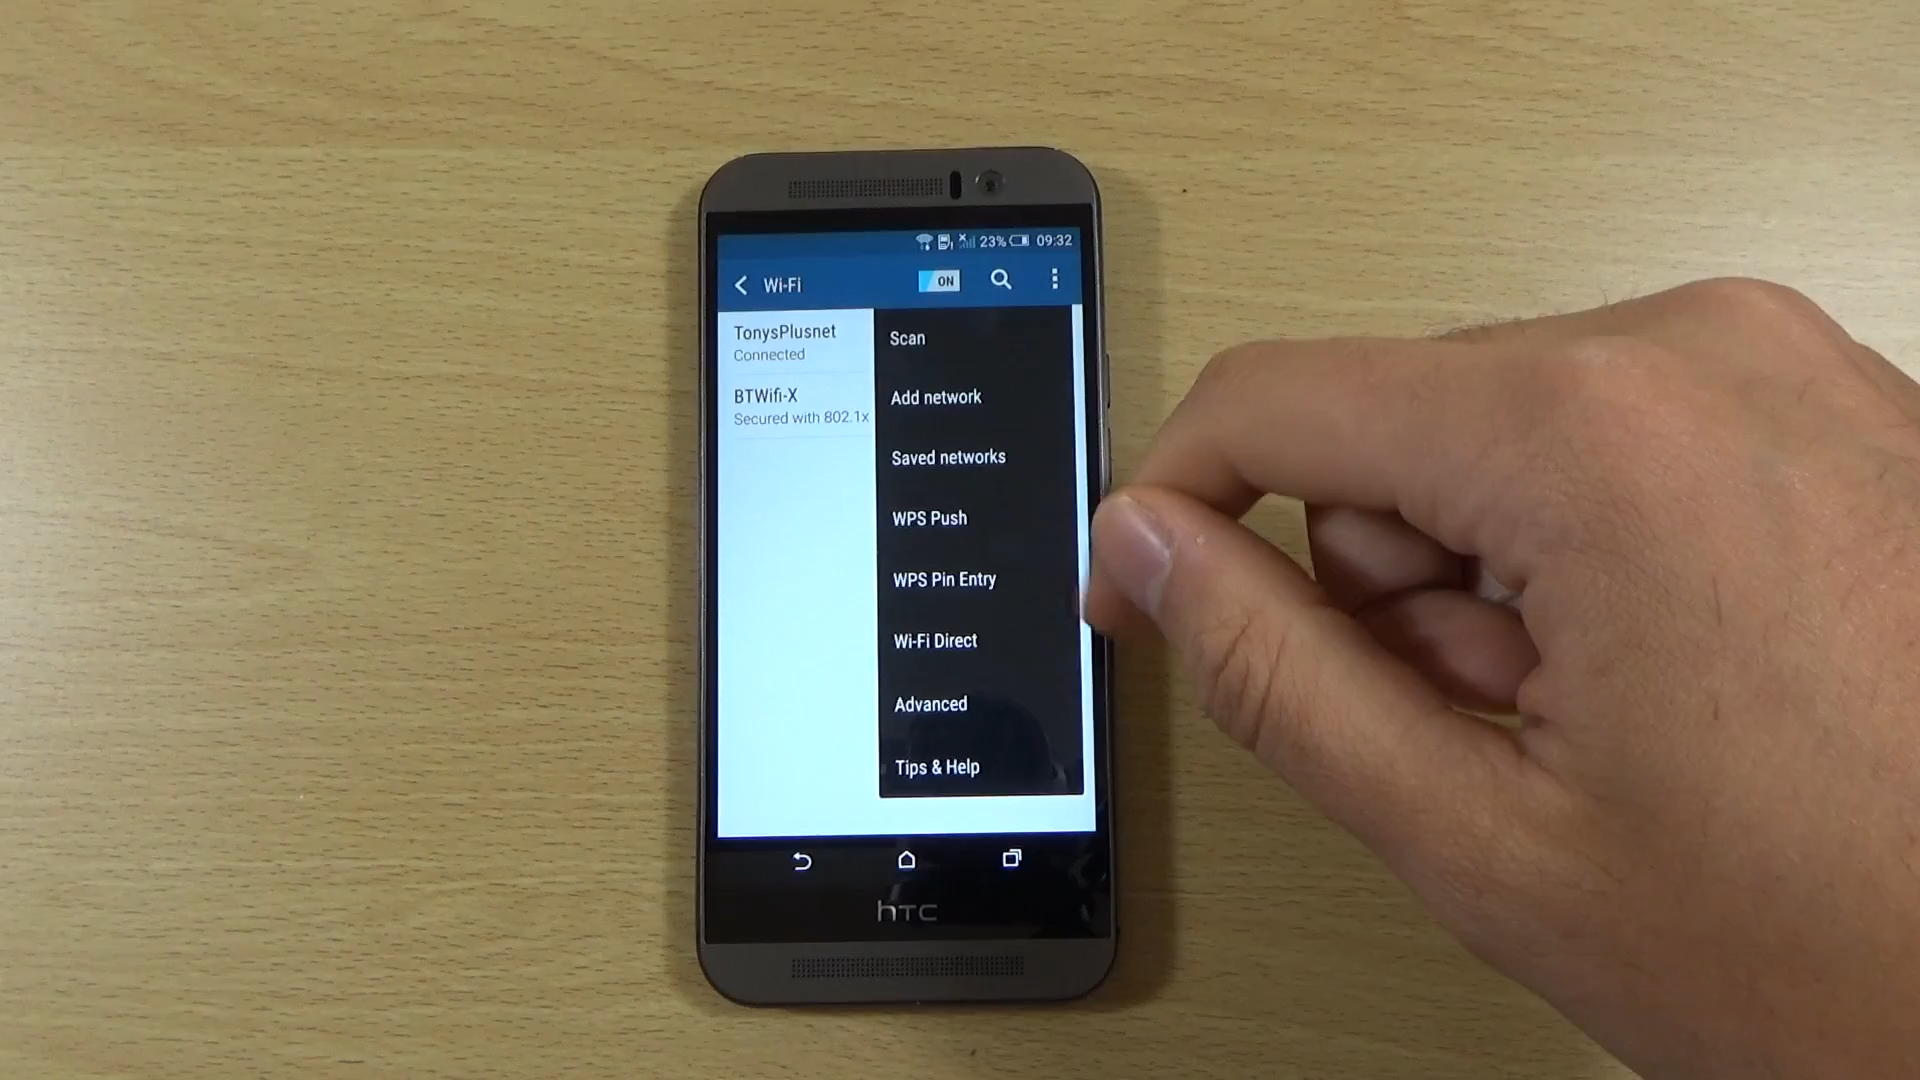 23% 09:32
Wi-Fi ON
TonysPlusnet
Connected
BTWifi-X
Secured with 802.1x
Scan
Add network
Saved networks
WPS Push
WPS Pin Entry
Wi-Fi Direct
Advanced
Tips & Help
hTC